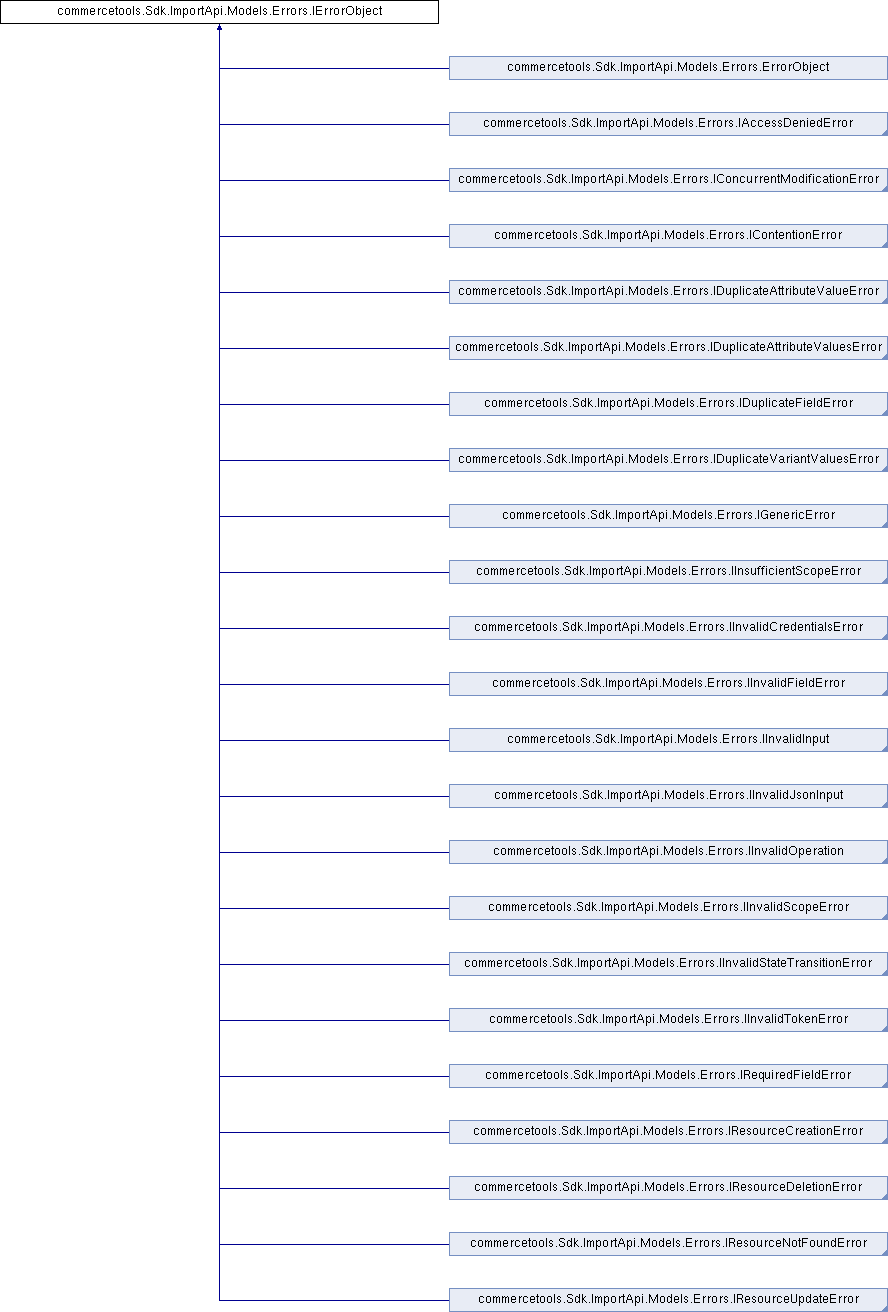 commercetools.Sdk.ImportApi.Models.Errors.IErrorObject
commercetools.Sdk.ImportApi.Models.Errors.ErrorObject
commercetools.Sdk.ImportApi.Models.Errors.IAccessDeniedError
commercetools.Sdk.ImportApi.Models.Errors.IConcurrentModificationError
commercetools.Sdk.ImportApi.Models.Errors.IContentionError
commercetools.Sdk.ImportApi.Models.Errors.IDuplicateAttributeValueError
commercetools.Sdk.ImportApi.Models.Errors.IDuplicateAttributeValuesError
commercetools.Sdk.ImportApi.Models.Errors.IDuplicateFieldError
commercetools.Sdk.ImportApi.Models.Errors.IDuplicateVariantValuesError
commercetools.Sdk.ImportApi.Models.Errors.IGenericError
commercetools.Sdk.ImportApi.Models.Errors.IInsufficientScopeError
commercetools.Sdk.ImportApi.Models.Errors.IInvalidCredentialsError
commercetools.Sdk.ImportApi.Models.Errors.IInvalidFieldError
commercetools.Sdk.ImportApi.Models.Errors.IInvalidInput
commercetools.Sdk.ImportApi.Models.Errors.IInvalidJsonInput
commercetools.Sdk.ImportApi.Models.Errors.IInvalidOperation
commercetools.Sdk.ImportApi.Models.Errors.IInvalidScopeError
commercetools.Sdk.ImportApi.Models.Errors.IInvalidStateTransitionError
commercetools.Sdk.ImportApi.Models.Errors.IInvalidTokenError
commercetools.Sdk.ImportApi.Models.Errors.IRequiredFieldError
commercetools.Sdk.ImportApi.Models.Errors.IResourceCreationError
commercetools.Sdk.ImportApi.Models.Errors.IResourceDeletionError
commercetools.Sdk.ImportApi.Models.Errors.IResourceNotFoundError
commercetools.Sdk.ImportApi.Models.Errors.IResourceUpdateError